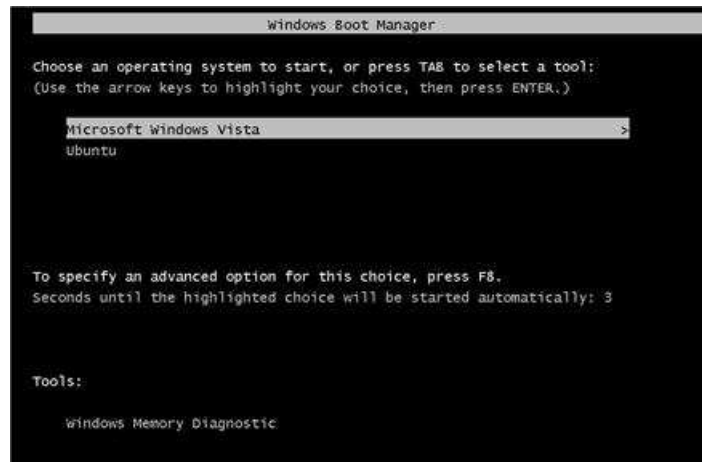 Windows Boot Manager
Choose an operating system to start, or press TAB to select a tool:
(Use the arrow keys to highlight your choice, then press ENTER.)
Microsoft Windows Vista >
Ubuntu
To specify an advanced option for this choice, press F8.
Seconds until the highlighted choice will be started automatically: 3
Tools:
Windows Memory Diagnostic